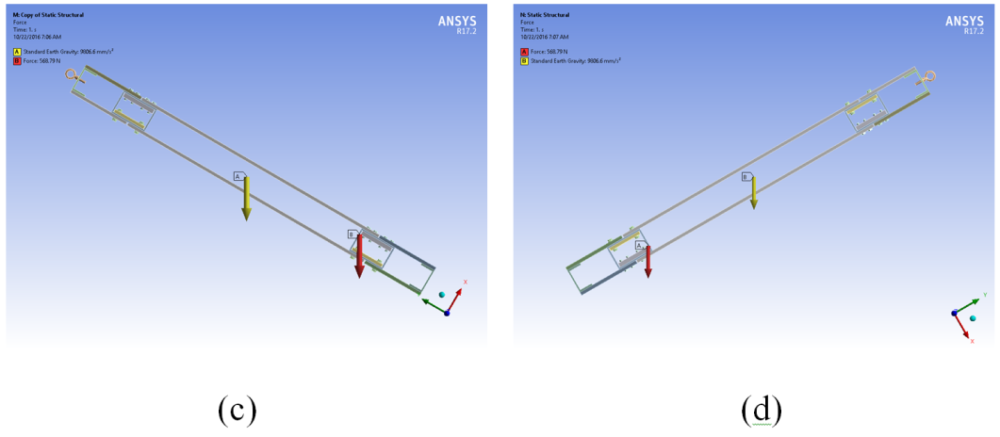 M: Copy of Static Structural
Force
Time: 1. s
10/22/2016 7:06 AM
A Standard Earth Gravity: 9806.6 mm/s²
B Force: 568.79 N
ANSYS
R17.2
A
B
X
N: Static Structural
Force
Time: 1. s
10/22/2016 7:07 AM
A Force: 568.79 N
B Standard Earth Gravity: 9806.6 mm/s²
ANSYS
R17.2
B
A
Y
X
(c)
(d)